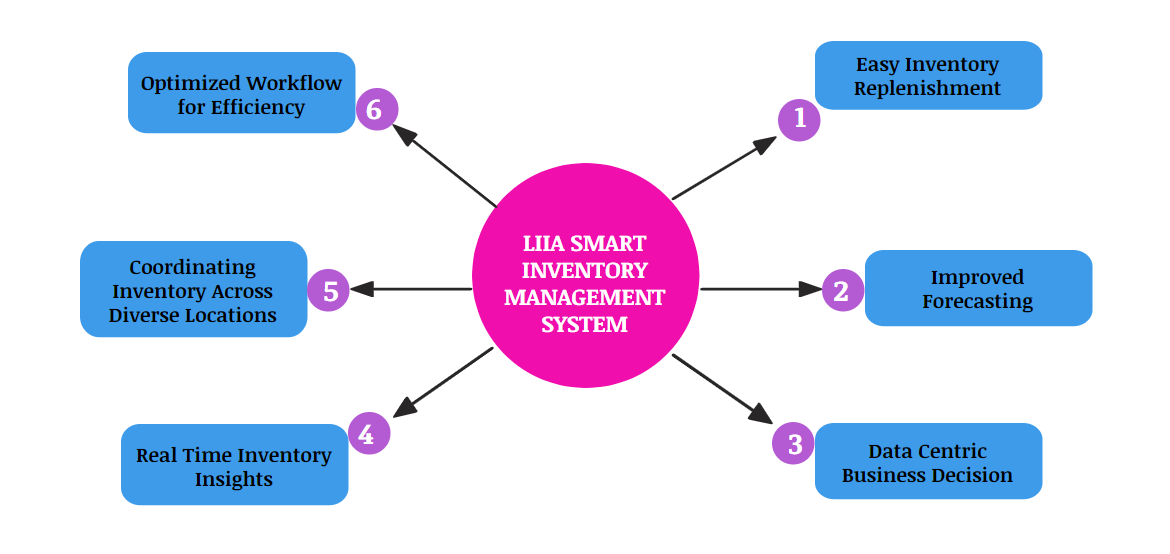 LIIA SMART
INVENTORY
MANAGEMENT
SYSTEM
1
Easy Inventory
Replenishment
2
Improved
Forecasting
3
Data Centric
Business Decision
4
Real Time Inventory
Insights
5
Coordinating
Inventory Across
Diverse Locations
6
Optimized Workflow
for Efficiency